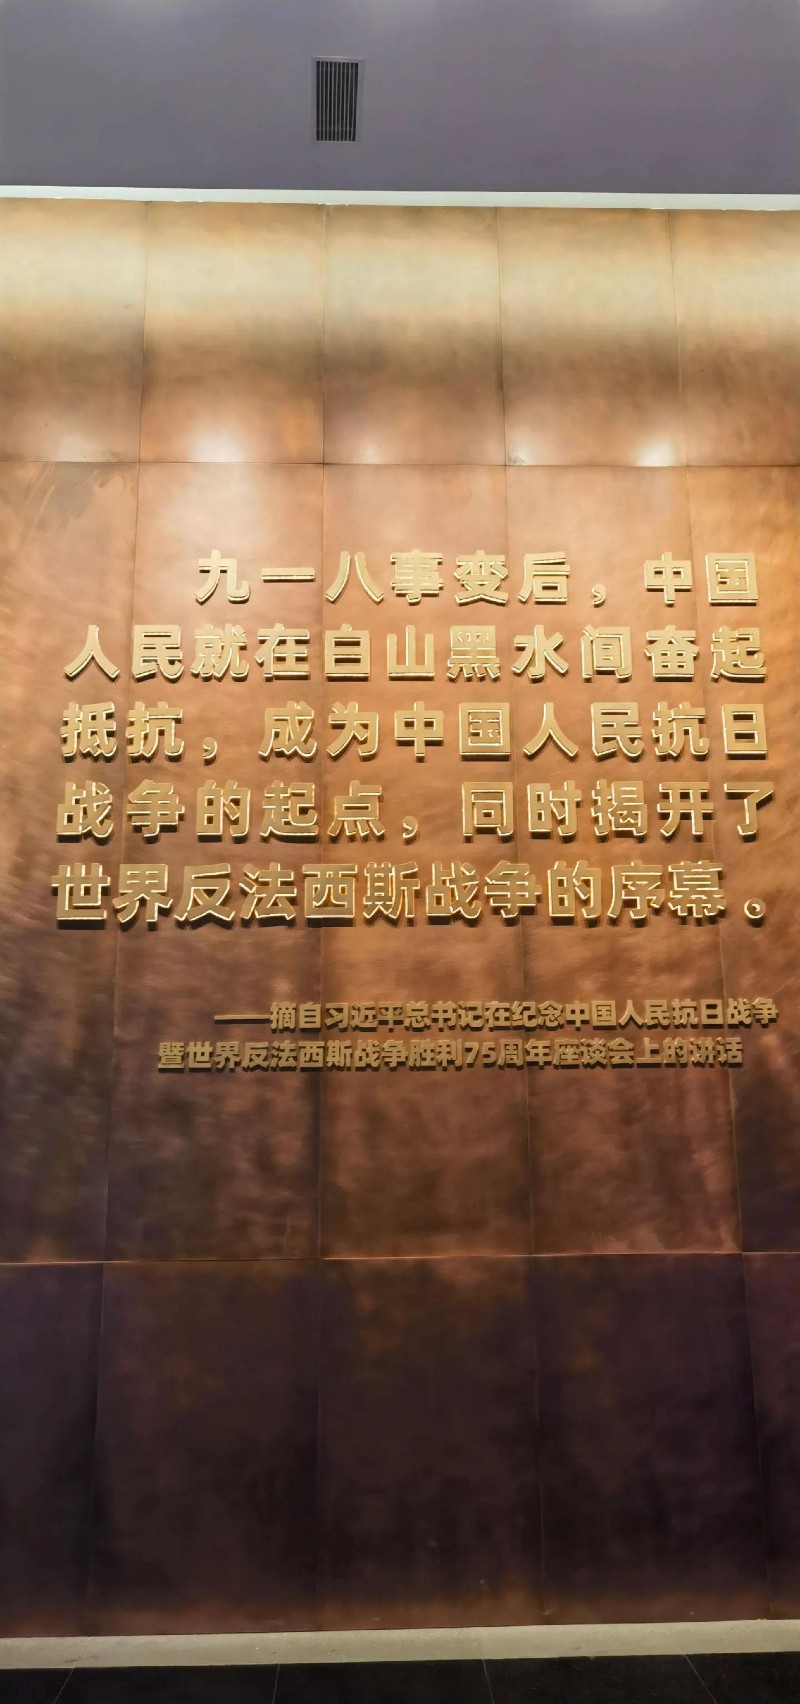 九一八事变后，中国
人民就在白山黑水间奋起
抵抗，成为中国人民抗日
战争的起点，同时揭开了
世界反法西斯战争的序幕。
——摘自习近平总书记在纪念中国人民抗日战争
暨世界反法西斯战争胜利75周年座谈会上的讲话